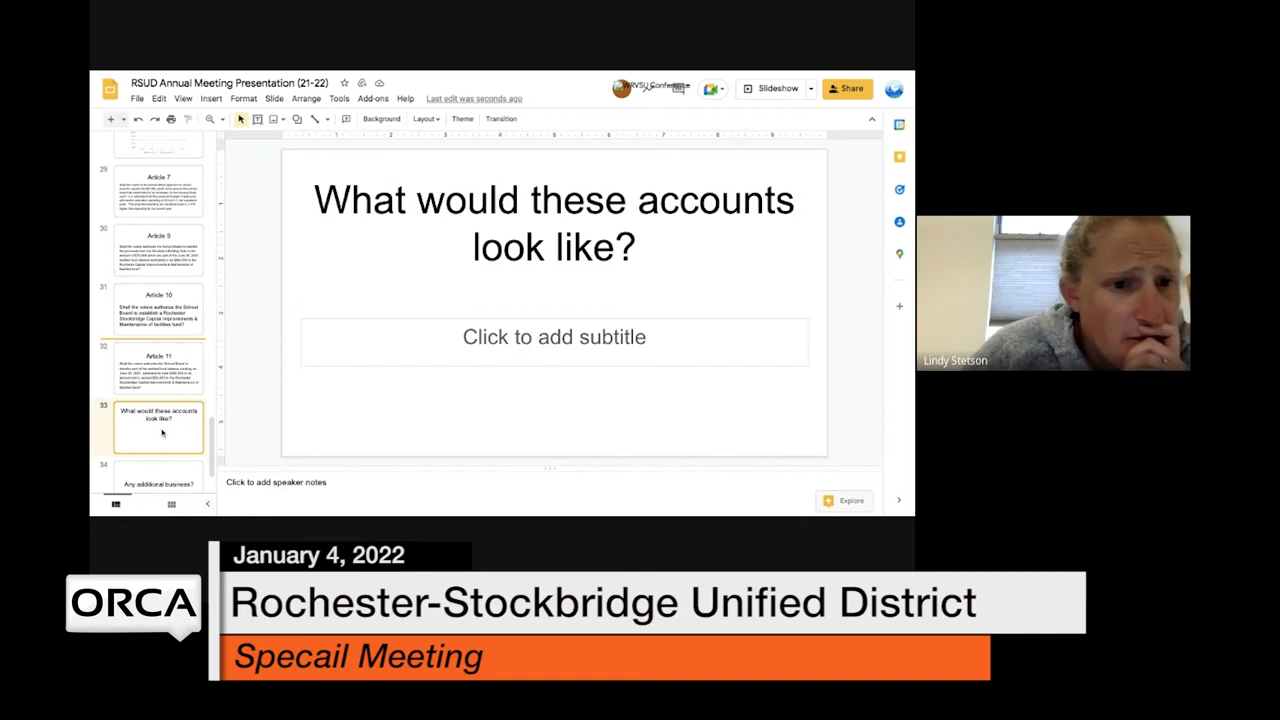 RSUD Annual Meeting Presentation (21-22)
WRVSU Conference
Slideshow
Share
File Edit View Insert Format Slide Arrange Tools Add-ons Help Last edit was seconds ago
Background Layout Theme Transition
29
Article 7
30
Article 9
31
Article 10
Shall the voters authorize the School
Board to establish a Rochester
Stockbridge Capital Improvements &
Maintenance of facilities fund?
32
Article 11
33
What would these accounts
look like?
34
Any additional business?
What would these accounts
look like?
Click to add subtitle
Click to add speaker notes
Explore
Lindy Stetson
January 4, 2022
ORCA
Rochester-Stockbridge Unified District
Specail Meeting